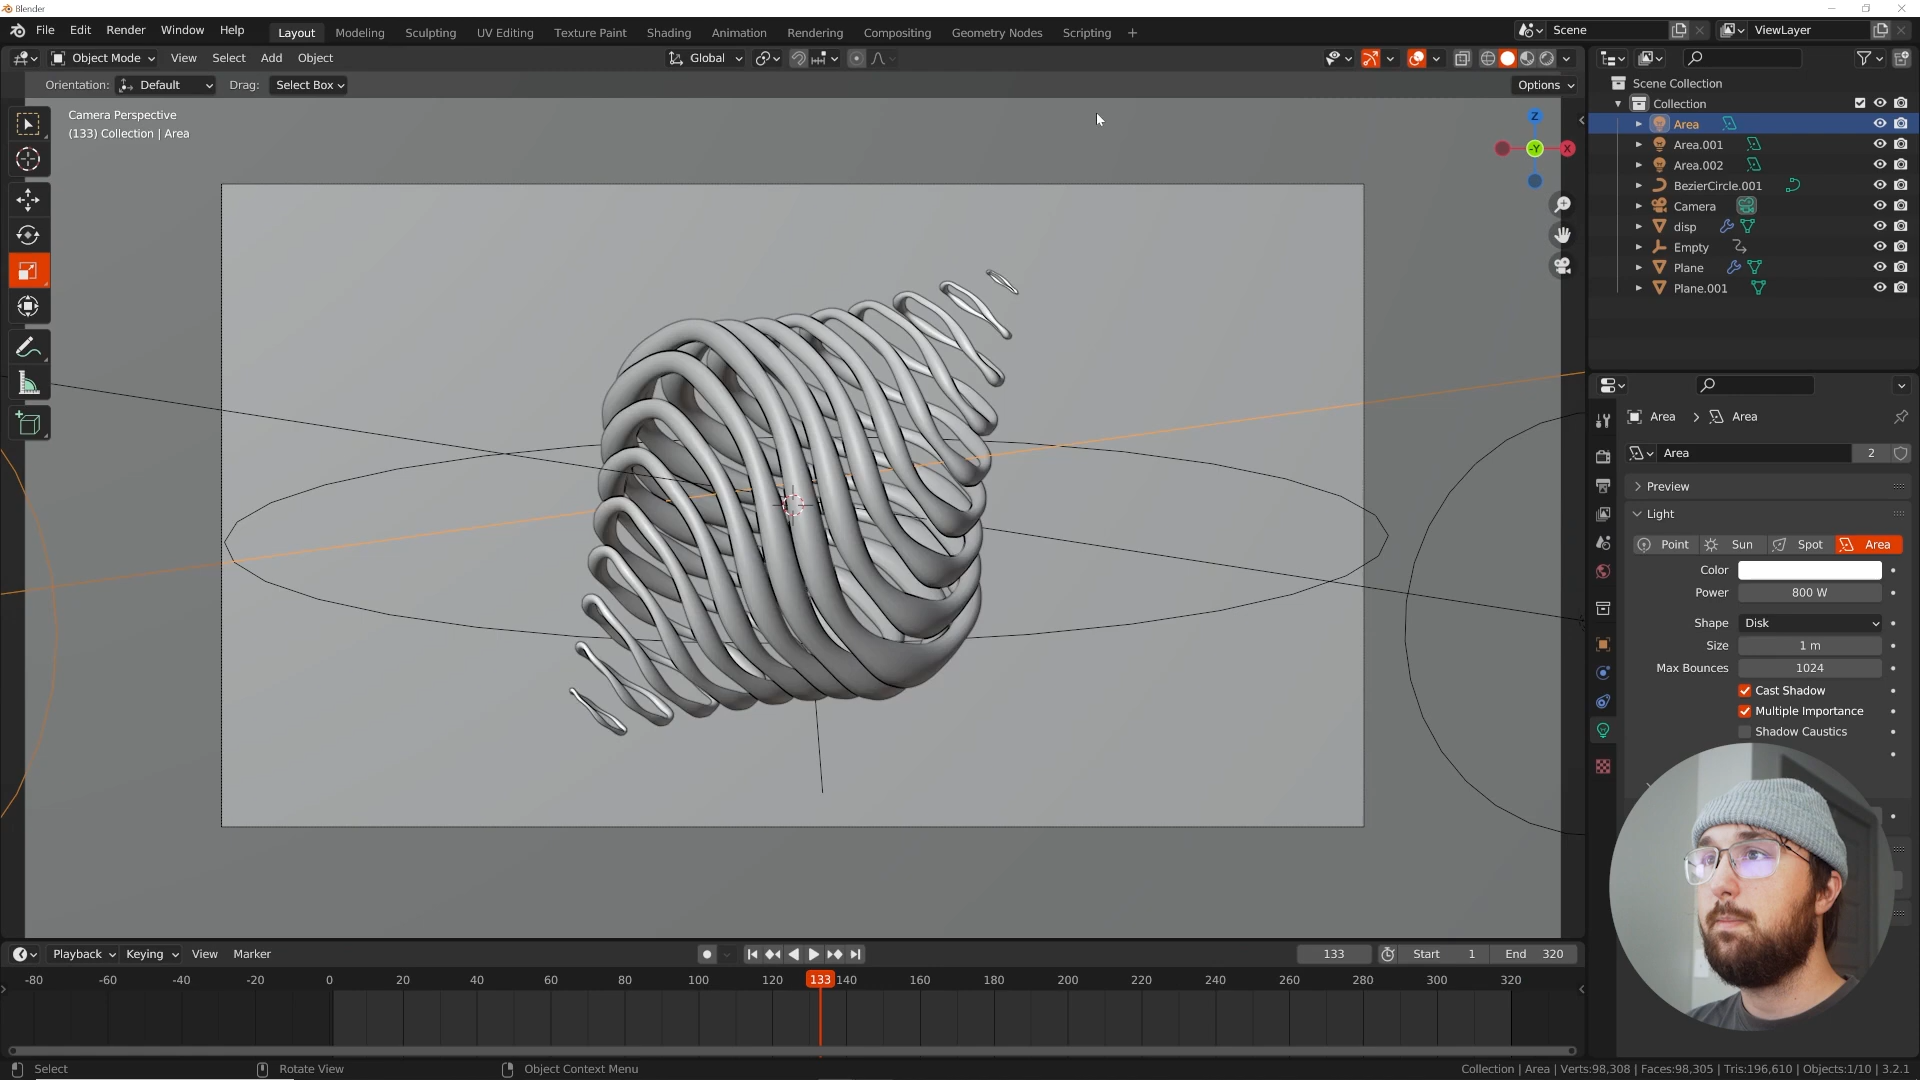 Blender
File Edit Render Window Help
Layout Modeling Sculpting UV Editing Texture Paint Shading Animation Rendering Compositing Geometry Nodes Scripting +
Scene
ViewLayer
Object Mode View Select Add Object
Global
Orientation: Default Drag: Select Box
Options
Camera Perspective
(133) Collection | Area
Z
-Y
X
Scene Collection
Collection
Area
Area.001
Area.002
BezierCircle.001
Camera
disp
Empty
Plane
Plane.001
Area > Area
Area 2
Preview
Light
Point Sun Spot Area
Color
Power 800 W
Shape Disk
Size 1 m
Max Bounces 1024
Cast Shadow
Multiple Importance
Shadow Caustics
Playback Keying View Marker
133 Start 1 End 320
-80 -60 -40 -20 0 20 40 60 80 100 120 133 140 160 180 200 220 240 260 280 300 320
Select Rotate View Object Context Menu
Collection | Area | Verts:98,308 | Faces:98,305 | Tris:196,610 | Objects:1/10 | 3.2.1